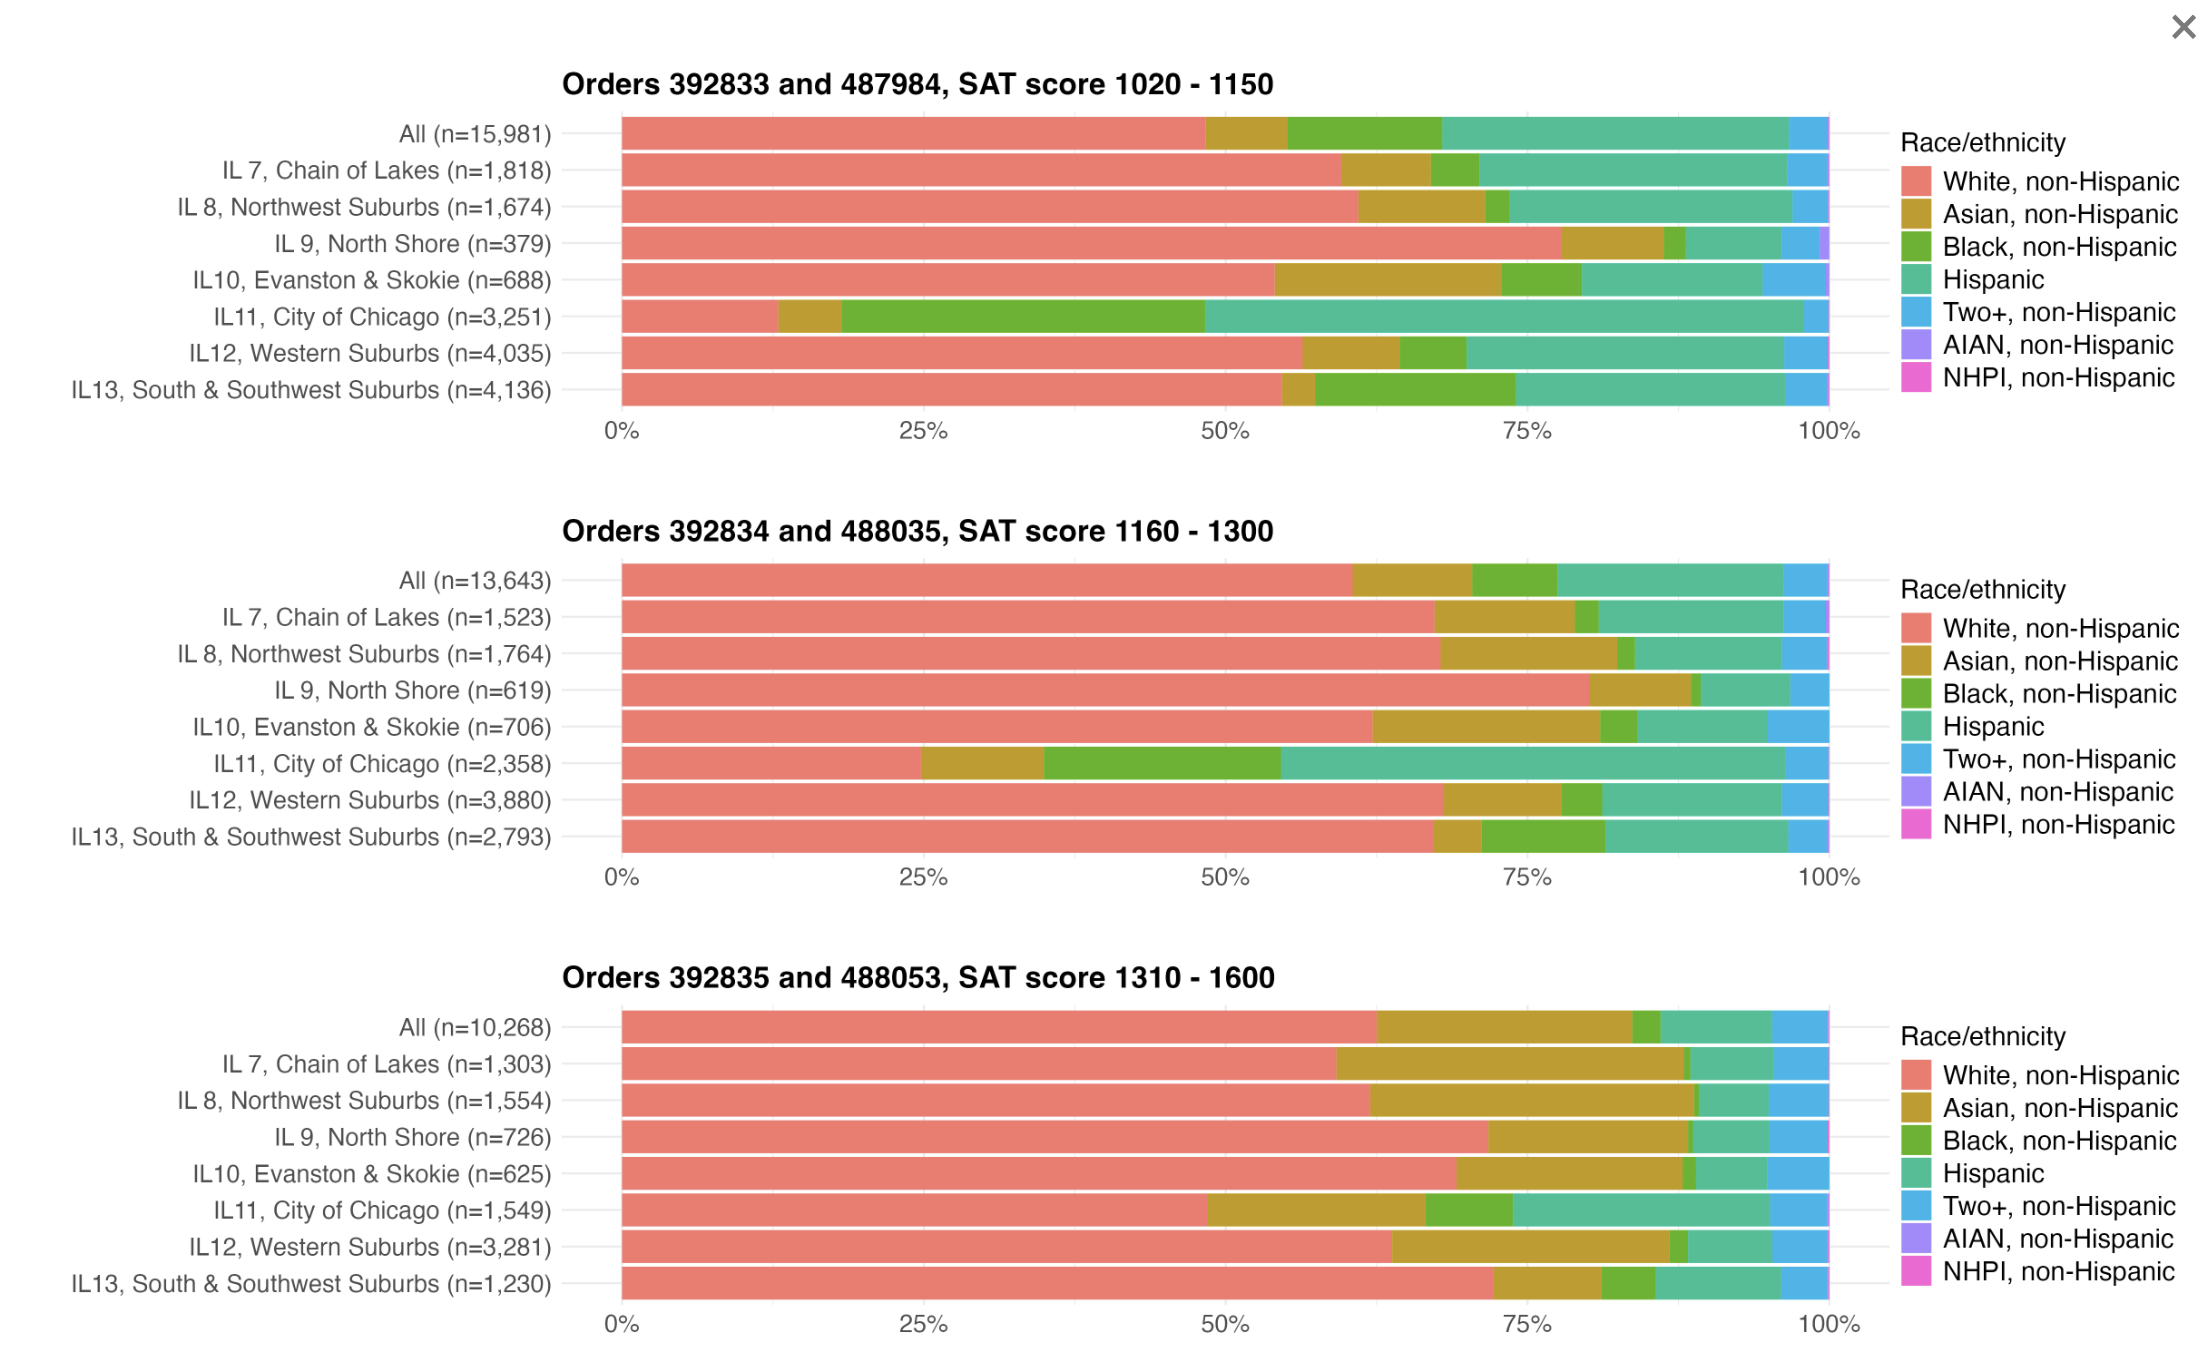 Orders 392833 and 487984, SAT score 1020 - 1150
All (n=15,981)
IL 7, Chain of Lakes (n=1,818)
IL 8, Northwest Suburbs (n=1,674)
IL 9, North Shore (n=379)
IL10, Evanston & Skokie (n=688)
IL11, City of Chicago (n=3,251)
IL12, Western Suburbs (n=4,035)
IL13, South & Southwest Suburbs (n=4,136)
0% 25% 50% 75% 100%
Race/ethnicity
White, non-Hispanic
Asian, non-Hispanic
Black, non-Hispanic
Hispanic
Two+, non-Hispanic
AIAN, non-Hispanic
NHPI, non-Hispanic
Orders 392834 and 488035, SAT score 1160 - 1300
All (n=13,643)
IL 7, Chain of Lakes (n=1,523)
IL 8, Northwest Suburbs (n=1,764)
IL 9, North Shore (n=619)
IL10, Evanston & Skokie (n=706)
IL11, City of Chicago (n=2,358)
IL12, Western Suburbs (n=3,880)
IL13, South & Southwest Suburbs (n=2,793)
0% 25% 50% 75% 100%
Race/ethnicity
White, non-Hispanic
Asian, non-Hispanic
Black, non-Hispanic
Hispanic
Two+, non-Hispanic
AIAN, non-Hispanic
NHPI, non-Hispanic
Orders 392835 and 488053, SAT score 1310 - 1600
All (n=10,268)
IL 7, Chain of Lakes (n=1,303)
IL 8, Northwest Suburbs (n=1,554)
IL 9, North Shore (n=726)
IL10, Evanston & Skokie (n=625)
IL11, City of Chicago (n=1,549)
IL12, Western Suburbs (n=3,281)
IL13, South & Southwest Suburbs (n=1,230)
0% 25% 50% 75% 100%
Race/ethnicity
White, non-Hispanic
Asian, non-Hispanic
Black, non-Hispanic
Hispanic
Two+, non-Hispanic
AIAN, non-Hispanic
NHPI, non-Hispanic